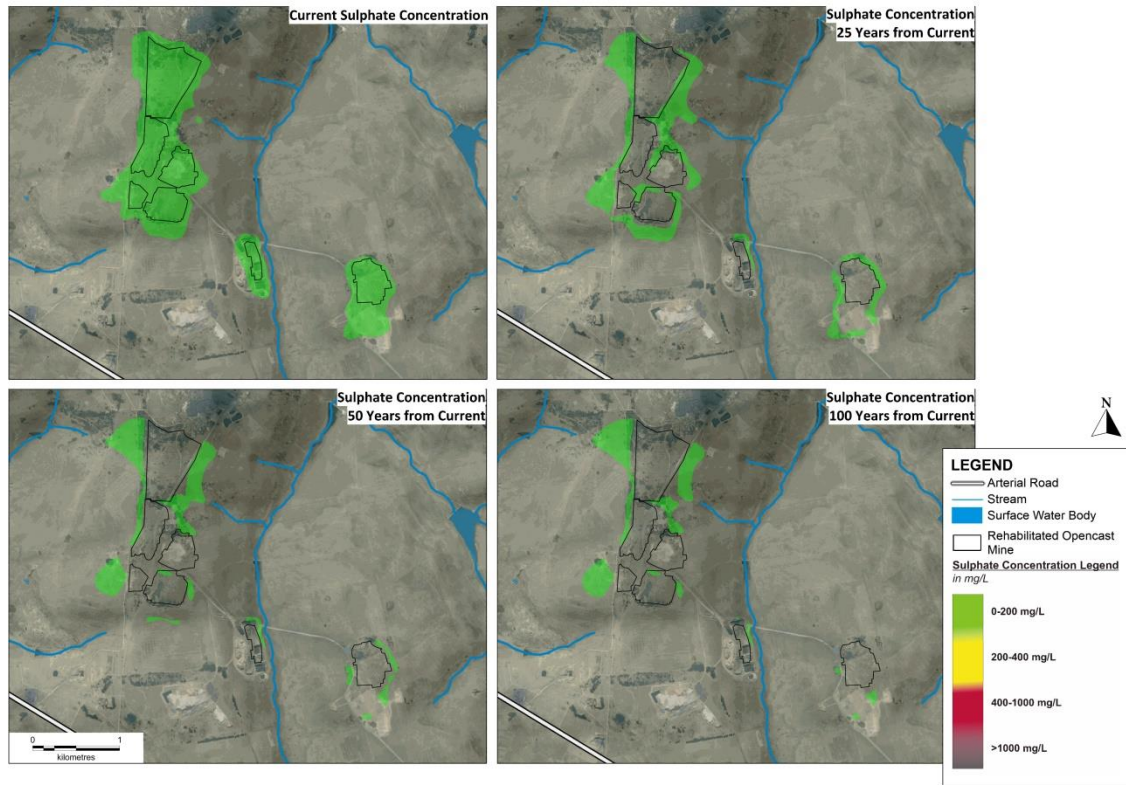 Current Sulphate Concentration
Sulphate Concentration
25 Years from Current
Sulphate Concentration
50 Years from Current
Sulphate Concentration
100 Years from Current
N
LEGEND
Arterial Road
Stream
Surface Water Body
Rehabilitated Opencast
Mine
Sulphate Concentration Legend
in mg/L
0-200 mg/L
200-400 mg/L
400-1000 mg/L
>1000 mg/L
0 1
kilometres